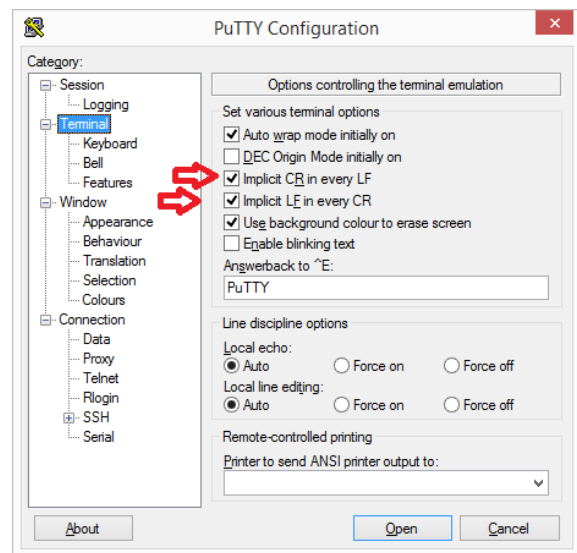 PuTTY Configuration
Category:
Session
Logging
Terminal
Keyboard
Bell
Features
Window
Appearance
Behaviour
Translation
Selection
Colours
Connection
Data
Proxy
Telnet
Rlogin
SSH
Serial
Options controlling the terminal emulation
Set various terminal options
Auto wrap mode initially on
DEC Origin Mode initially on
Implicit CR in every LF
Implicit LF in every CR
Use background colour to erase screen
Enable blinking text
Answerback to ^E:
PuTTY
Line discipline options
Local echo:
Auto Force on Force off
Local line editing:
Auto Force on Force off
Remote-controlled printing
Printer to send ANSI printer output to:
About Open Cancel